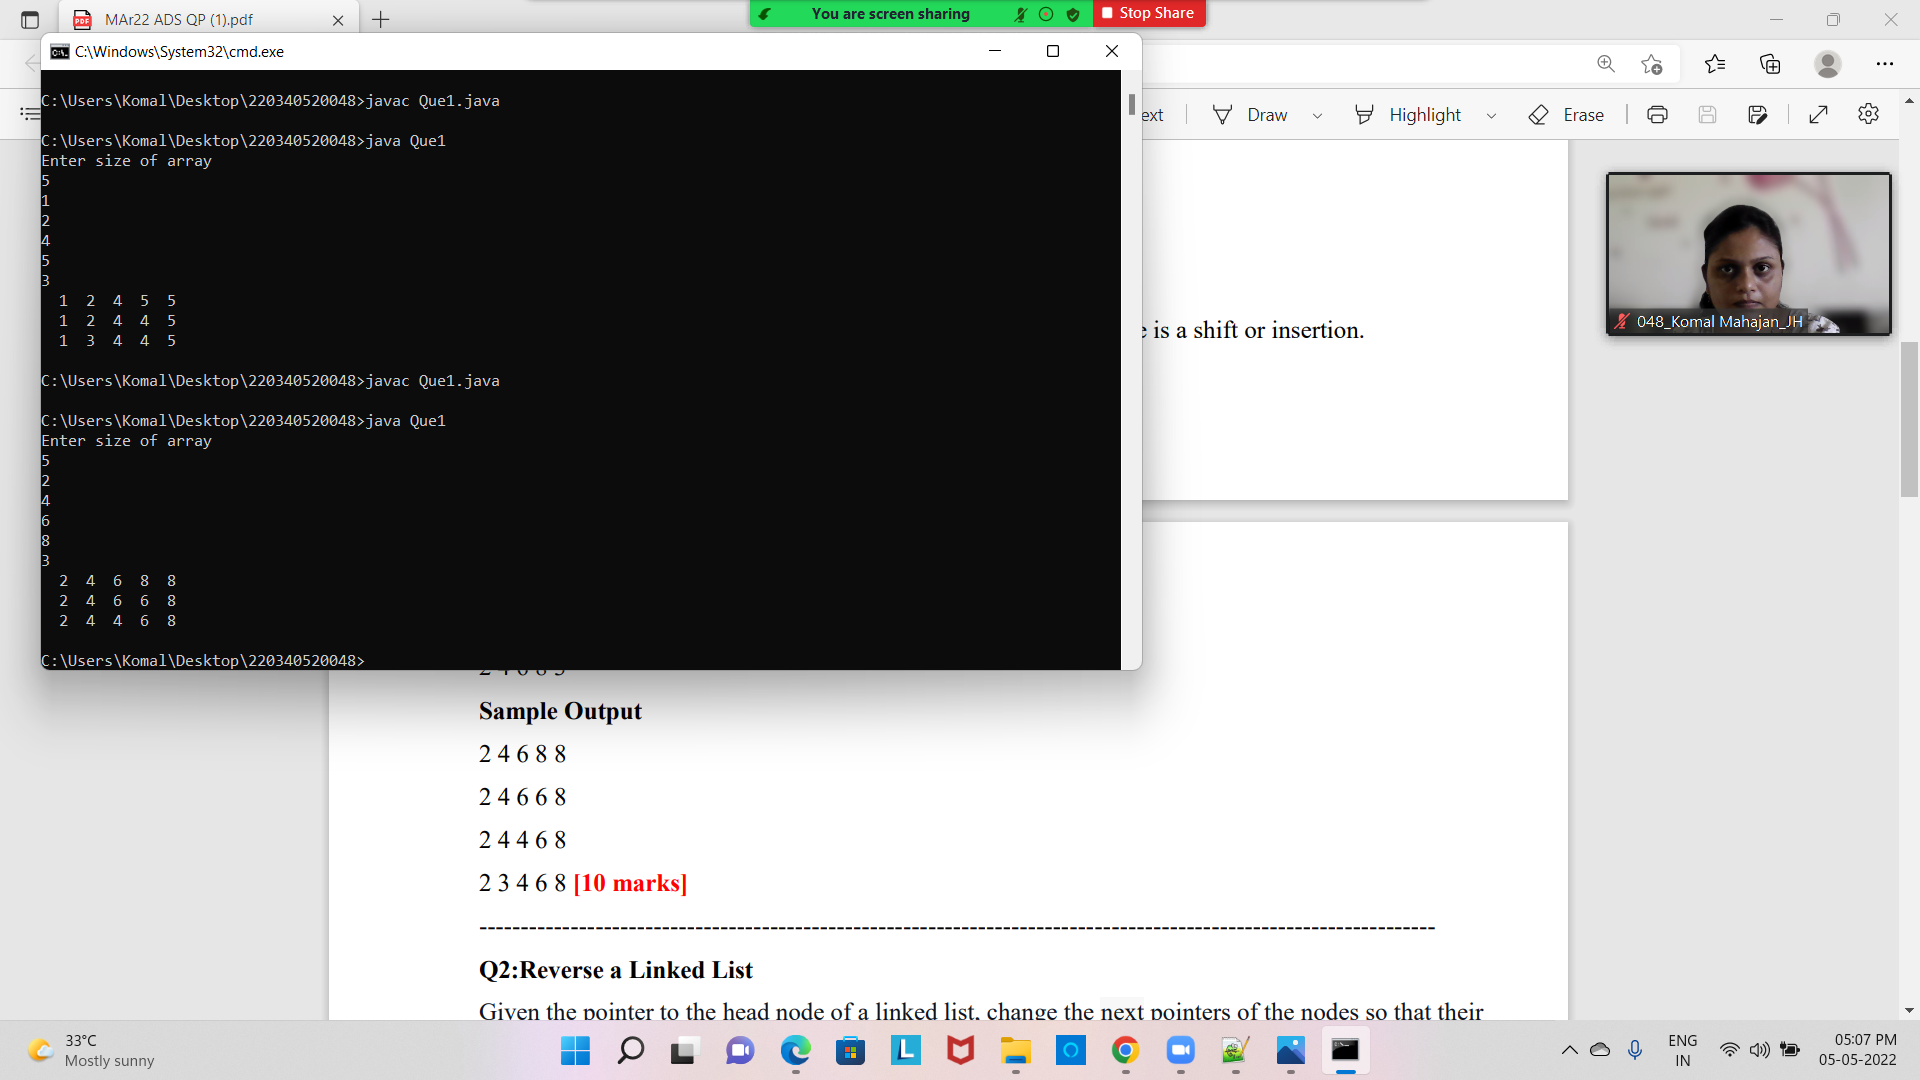 MAr22 ADS QP (1).pdf
You are screen sharing
Stop Share
C:\Windows\System32\cmd.exe
C:\Users\Komal\Desktop\220340520048>javac Que1.java
C:\Users\Komal\Desktop\220340520048>java Que1
Enter size of array
5
1
2
4
5
3
1 2 4 5 5
1 2 4 4 5
1 3 4 4 5
C:\Users\Komal\Desktop\220340520048>javac Que1.java
C:\Users\Komal\Desktop\220340520048>java Que1
Enter size of array
5
2
4
6
8
3
2 4 6 8 8
2 4 6 6 8
2 4 4 6 8
C:\Users\Komal\Desktop\220340520048>
ext
Draw
Highlight
Erase
048_Komal Mahajan_JH
e is a shift or insertion.
2 4 6 8 3
Sample Output
2 4 6 8 8
2 4 6 6 8
2 4 4 6 8
2 3 4 6 8 [10 marks]
--------------------------------------------------------------------------------------------------------------------
Q2:Reverse a Linked List
Given the pointer to the head node of a linked list, change the next pointers of the nodes so that their
33°C
Mostly sunny
ENG
IN
05:07 PM
05-05-2022